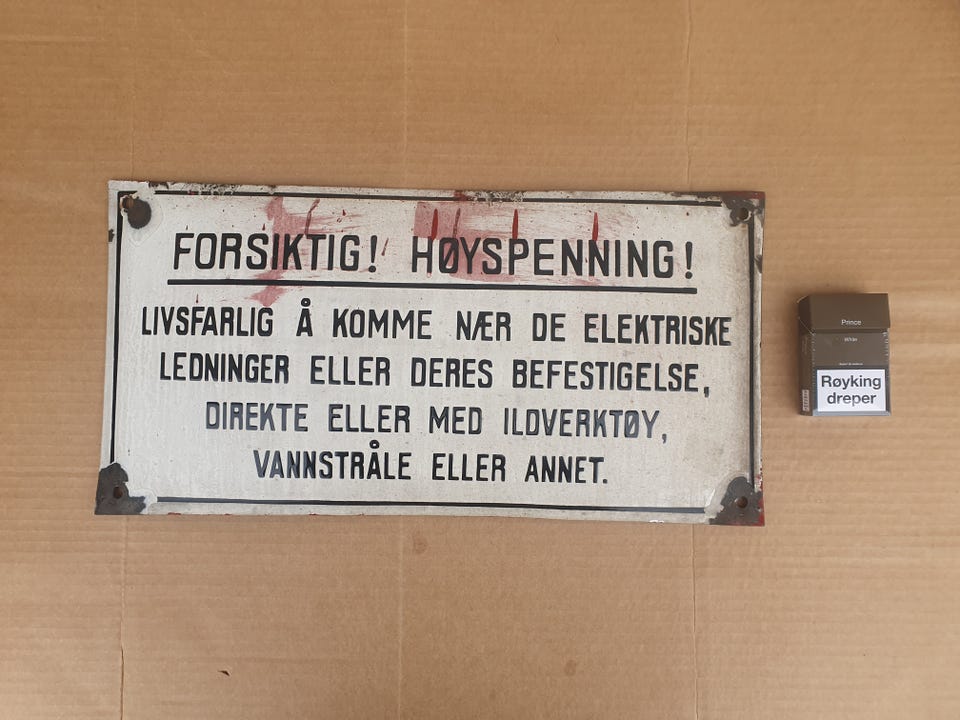 FORSIKTIG! HØYSPENNING!
LIVSFARLIG Å KOMME NÆR DE ELEKTRISKE
LEDNINGER ELLER DERES BEFESTIGELSE,
DIREKTE ELLER MED ILDVERKTØY,
VANNSTRÅLE ELLER ANNET.
Prince
White
Røyking
dreper